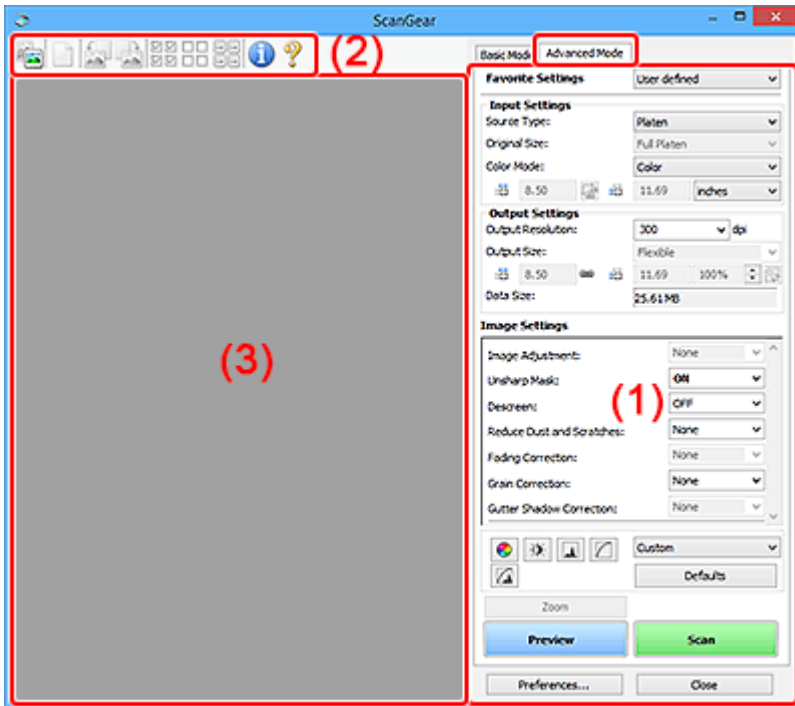 ScanGear
(2)
Basic Mode Advanced Mode
Favorite Settings User defined
Input Settings
Source Type: Platen
Original Size: Full Platen
Color Mode: Color
8.50 11.69 inches
Output Settings
Output Resolution: 300 dpi
Output Size: Flexible
8.50 11.69 100%
Data Size: 25.61MB
Image Settings
(3)
Image Adjustment: None
Unsharp Mask: ON
(1)
Descreen: OFF
Reduce Dust and Scratches: None
Fading Correction: None
Grain Correction: None
Gutter Shadow Correction: None
Custom
Defaults
Zoom
Preview Scan
Preferences... Close